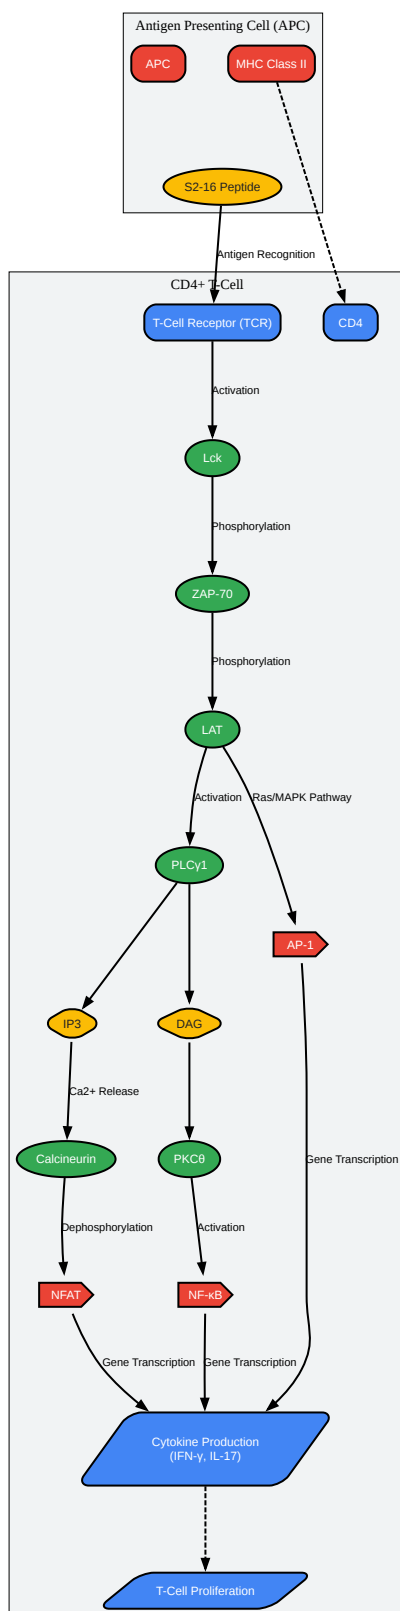 Antigen Presenting Cell (APC)
APC
MHC Class II
S2-16 Peptide
Antigen Recognition
CD4+ T-Cell
T-Cell Receptor (TCR)
CD4
Activation
Lck
Phosphorylation
ZAP-70
Phosphorylation
LAT
Activation
Ras/MAPK Pathway
PLCγ1
AP-1
IP3
DAG
Ca2+ Release
Calcineurin
PKCθ
Gene Transcription
Dephosphorylation
Activation
NFAT
NF-κB
Gene Transcription
Gene Transcription
Cytokine Production
(IFN-γ, IL-17)
T-Cell Proliferation